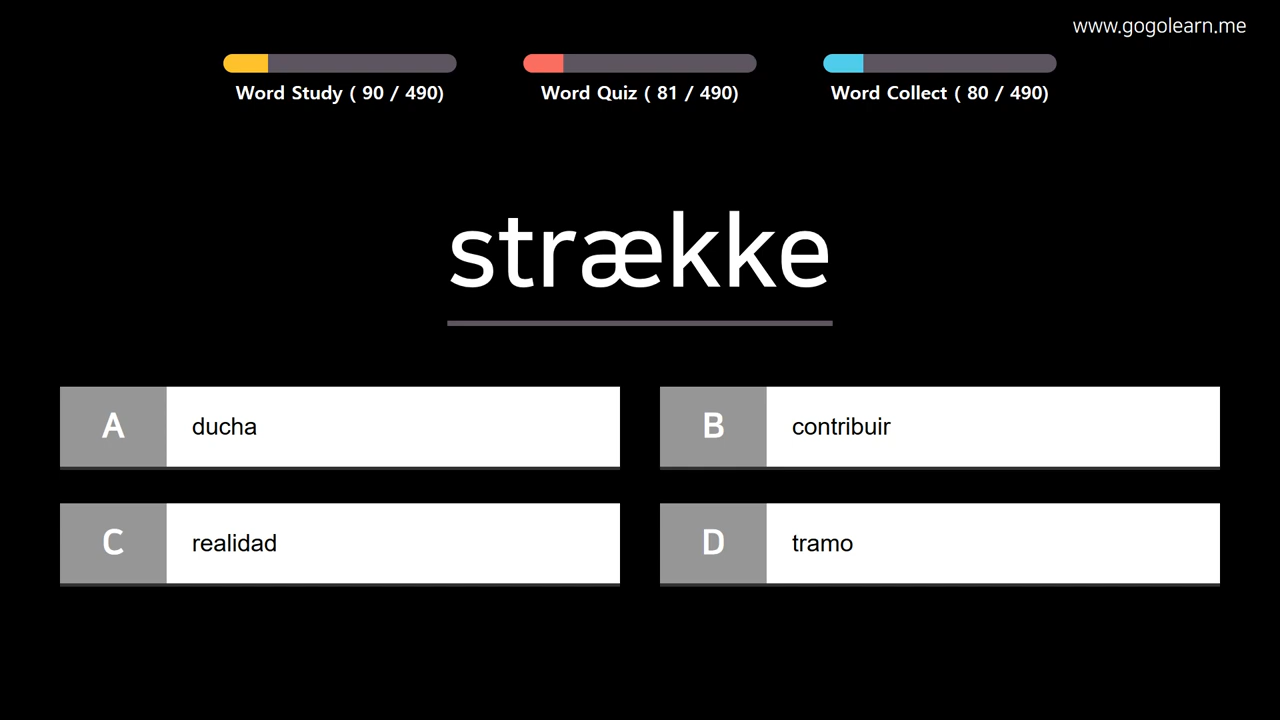 www.gogolearn.me
Word Study ( 90 / 490)
Word Quiz ( 81 / 490)
Word Collect ( 80 / 490)
strække
A
ducha
B
contribuir
C
realidad
D
tramo